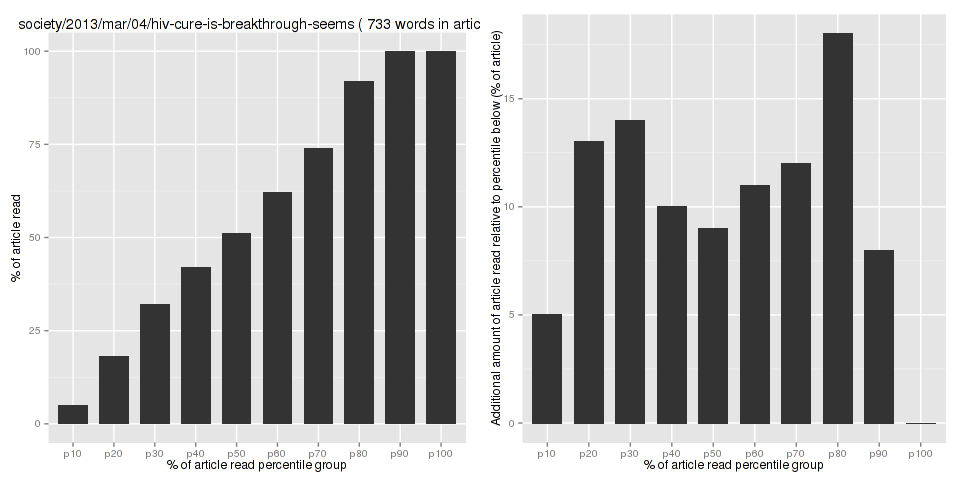 society/2013/mar/04/hiv-cure-is-breakthrough-seems ( 733 words in artic
% of article read
100
75
50
25
0
p10 p20 p30 p40 p50 p60 p70 p80 p90 p100
% of article read percentile group
Additional amount of article read relative to percentile below (% of article)
15
10
5
0
p10 p20 p30 p40 p50 p60 p70 p80 p90 p100
% of article read percentile group